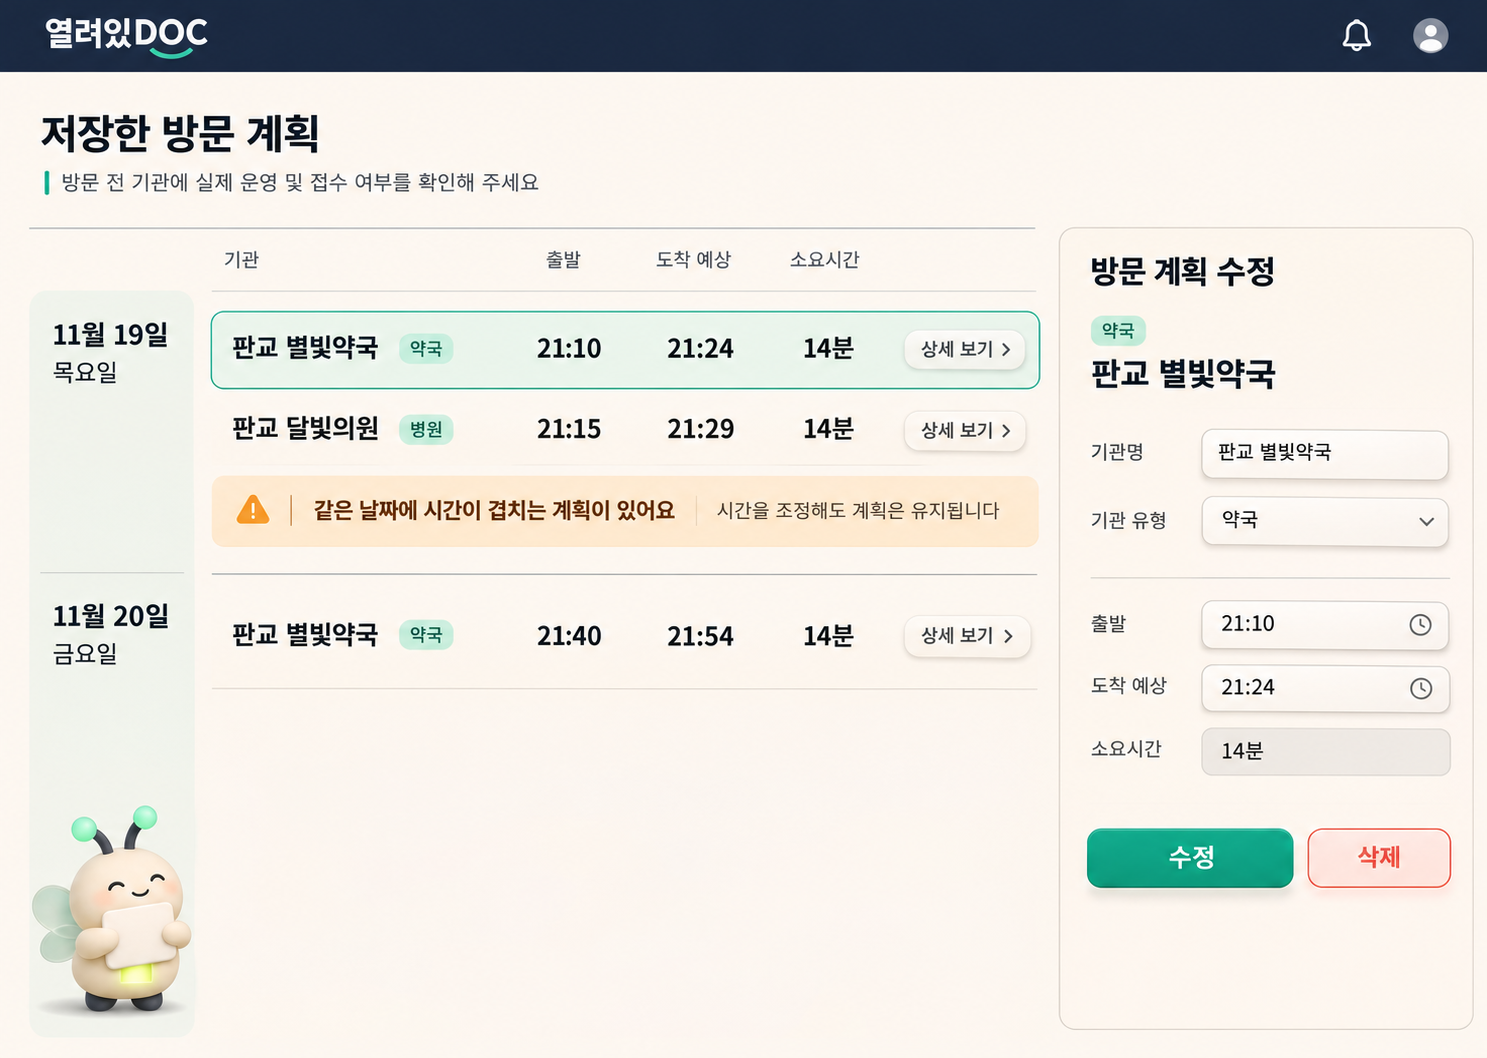 열려있DOC
저장한 방문 계획
방문 전 기관에 실제 운영 및 접수 여부를 확인해 주세요
기관 출발 도착 예상 소요시간
11월 19일
목요일
판교 별빛약국 약국 21:10 21:24 14분 상세 보기
판교 달빛의원 병원 21:15 21:29 14분 상세 보기
같은 날짜에 시간이 겹치는 계획이 있어요 시간을 조정해도 계획은 유지됩니다
11월 20일
금요일
판교 별빛약국 약국 21:40 21:54 14분 상세 보기
방문 계획 수정
약국
판교 별빛약국
기관명 판교 별빛약국
기관 유형 약국
출발 21:10
도착 예상 21:24
소요시간 14분
수정 삭제